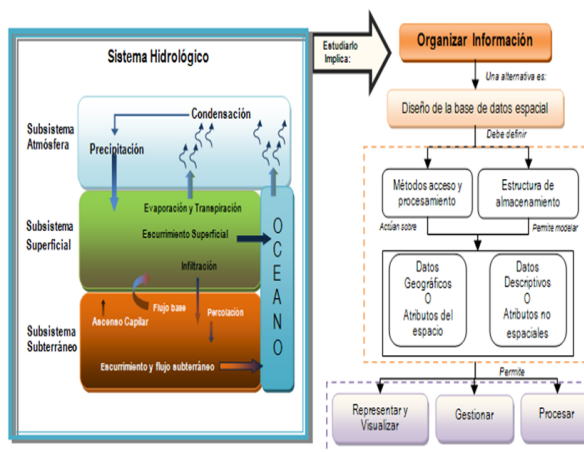 Sistema Hidrológico
Subsistema
Atmósfera
Condensación
Precipitación
Subsistema
Superficial
Evaporación y Transpiración
Escurrimiento Superficial
Infiltración
OCEANO
Subsistema
Subterráneo
Flujo base
Ascenso Capilar
Percolación
Escurrimiento y flujo subterráneo
Estudiarlo
Implica:
Organizar Información
Una alternativa es:
Diseño de la base de datos espacial
Debe definir
Métodos acceso y
procesamiento
Estructura de
almacenamiento
Actúan sobre
Permite modelar
Datos
Geográficos
O
Atributos del
espacio
Datos
Descriptivos
O
Atributos no
espaciales
Permite
Representar y
Visualizar
Gestionar
Procesar